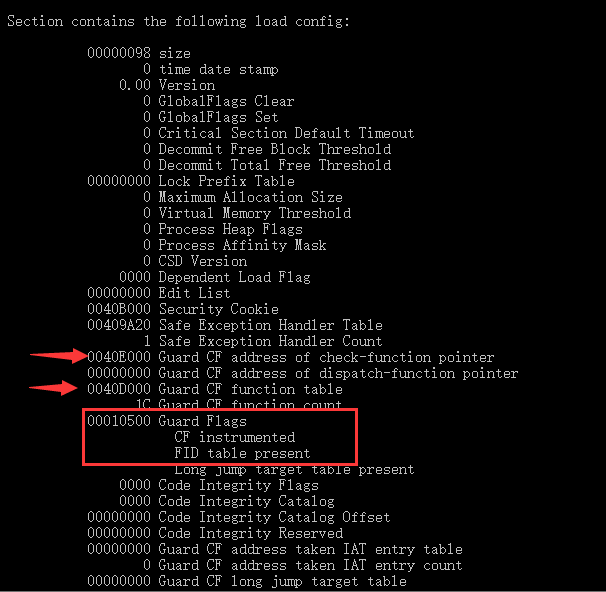 Section contains the following load config:
00000098 size
0 time date stamp
0.00 Version
0 GlobalFlags Clear
0 GlobalFlags Set
0 Critical Section Default Timeout
0 Decommit Free Block Threshold
0 Decommit Total Free Threshold
00000000 Lock Prefix Table
0 Maximum Allocation Size
0 Virtual Memory Threshold
0 Process Heap Flags
0 Process Affinity Mask
0 CSD Version
0000 Dependent Load Flag
00000000 Edit List
0040B000 Security Cookie
00409A20 Safe Exception Handler Table
1 Safe Exception Handler Count
0040E000 Guard CF address of check-function pointer
00000000 Guard CF address of dispatch-function pointer
0040D000 Guard CF function table
1C Guard CF function count
00010500 Guard Flags
CF instrumented
FID table present
Long jump target table present
0000 Code Integrity Flags
0000 Code Integrity Catalog
00000000 Code Integrity Catalog Offset
00000000 Code Integrity Reserved
00000000 Guard CF address taken IAT entry table
0 Guard CF address taken IAT entry count
00000000 Guard CF long jump target table